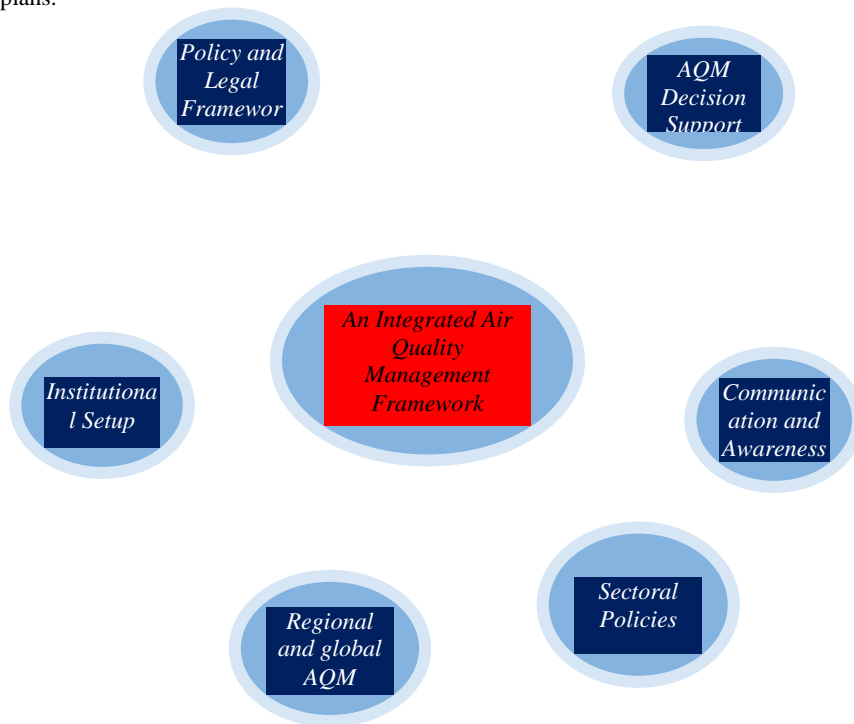 plans.
Policy and
Legal
Framewor
AQM
Decision
Support
An Integrated Air
Quality
Management
Framework
Institutiona
l Setup
Communic
ation and
Awareness
Sectoral
Policies
Regional
and global
AQM